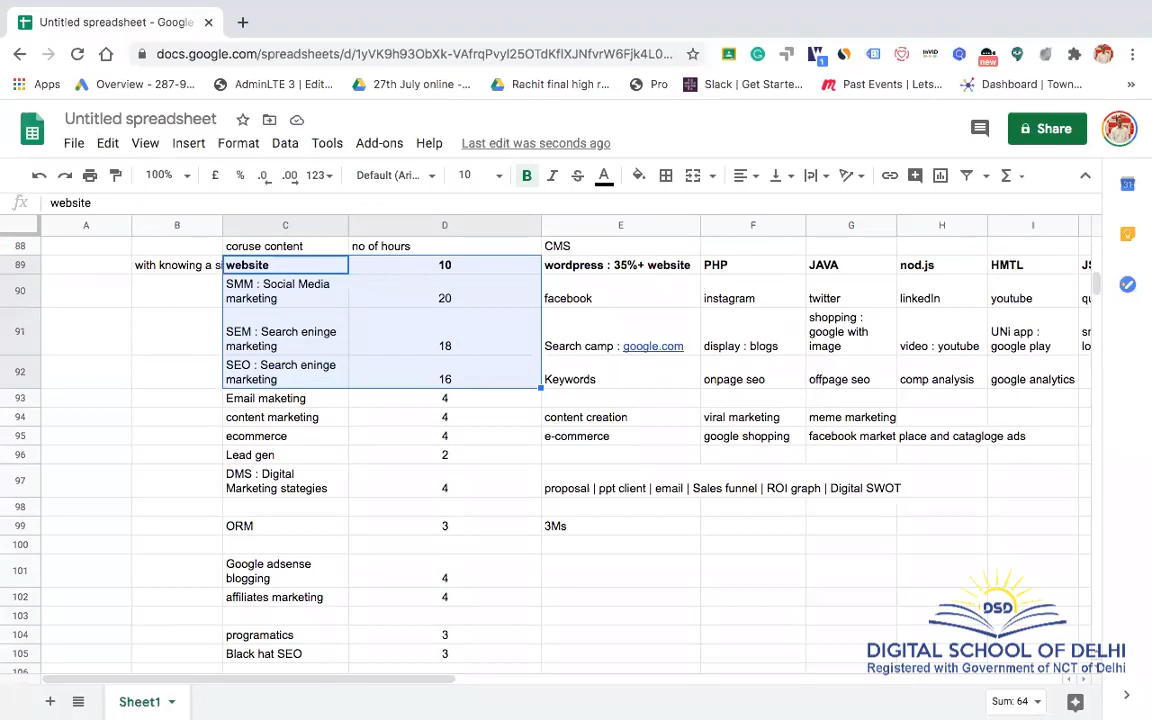 Untitled spreadsheet - Google
docs.google.com/spreadsheets/d/1yVK9h93ObXk-VAfrqPvyl25OTdKflXJNfvrW6Fjk4L0...
Apps Overview - 287-9... AdminLTE 3 | Edit... 27th July online -... Rachit final high r... Pro Slack | Get Starte... Past Events | Lets... Dashboard | Town... »
Untitled spreadsheet
Share
File Edit View Insert Format Data Tools Add-ons Help Last edit was seconds ago
100% £ % .0 .00 123 Default (Ari... 10 B I S A
fx website
A B C D E F G H I
88 coruse content no of hours CMS
89 with knowing a si website 10 wordpress : 35%+ website PHP JAVA nod.js HMTL
90 SMM : Social Media
marketing 20 facebook instagram twitter linkedIn youtube
91 SEM : Search eninge
marketing 18 Search camp : google.com display : blogs shopping :
google with
image video : youtube UNi app :
google play
92 SEO : Search eninge
marketing 16 Keywords onpage seo offpage seo comp analysis google analytics
93 Email maketing 4
94 content marketing 4 content creation viral marketing meme marketing
95 ecommerce 4 e-commerce google shopping facebook market place and catagloge ads
96 Lead gen 2
97 DMS : Digital
Marketing stategies 4 proposal | ppt client | email | Sales funnel | ROI graph | Digital SWOT
98
99 ORM 3 3Ms
100
101 Google adsense
blogging 4
102 affiliates marketing 4
103
104 programatics 3
105 Black hat SEO 3
106
DSD
DIGITAL SCHOOL OF DELHI
Registered with Government of NCT of Delhi
Sheet1
Sum: 64